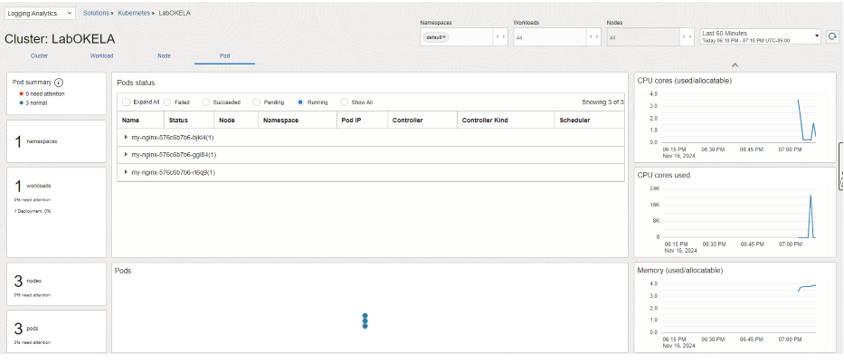 Logging Analytics
Solutions Kubernetes LabOKELA
Cluster: LabOKELA
Namespaces
default
Workloads
All
Nodes
All
Last 60 Minutes
Today 06:10 PM - 07:10 PM UTC-05:00
Cluster
Workload
Node
Pod
Pod summary
0 need attention
3 normal
1 namespaces
1 workloads
0% need attention
1 Deployment, 0%
3 nodes
0% need attention
3 pods
0% need attention
Pods status
Expand All Failed Succeeded Pending Running Show All
Showing 3 of 3
Name Status Node Namespace Pod IP Controller Controller Kind Scheduler
my-nginx-576c6b7b6-bjkl4(1)
my-nginx-576c6b7b6-ggl84(1)
my-nginx-576c6b7b6-rl6q9(1)
Pods
CPU cores (used/allocatable)
4.0
3.0
2.0
1.0
0.0
06:15 PM 06:30 PM 06:45 PM 07:00 PM
Nov 15, 2024
CPU cores used
24K
16K
8K
0
06:15 PM 06:30 PM 06:45 PM 07:00 PM
Nov 15, 2024
Memory (used/allocatable)
4.0
3.0
2.0
1.0
0.0
06:15 PM 06:30 PM 06:45 PM 07:00 PM
Nov 15, 2024